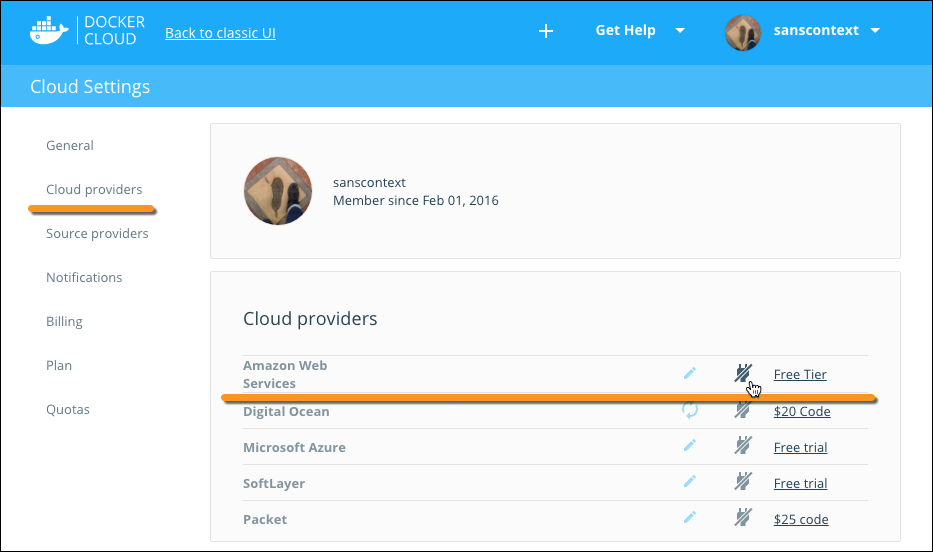 DOCKER
CLOUD
Back to classic UI
Get Help
sanscontext
Cloud Settings
General
Cloud providers
Source providers
Notifications
Billing
Plan
Quotas
sanscontext
Member since Feb 01, 2016
Cloud providers
Amazon Web
Services
Free Tier
Digital Ocean
$20 Code
Microsoft Azure
Free trial
SoftLayer
Free trial
Packet
$25 code